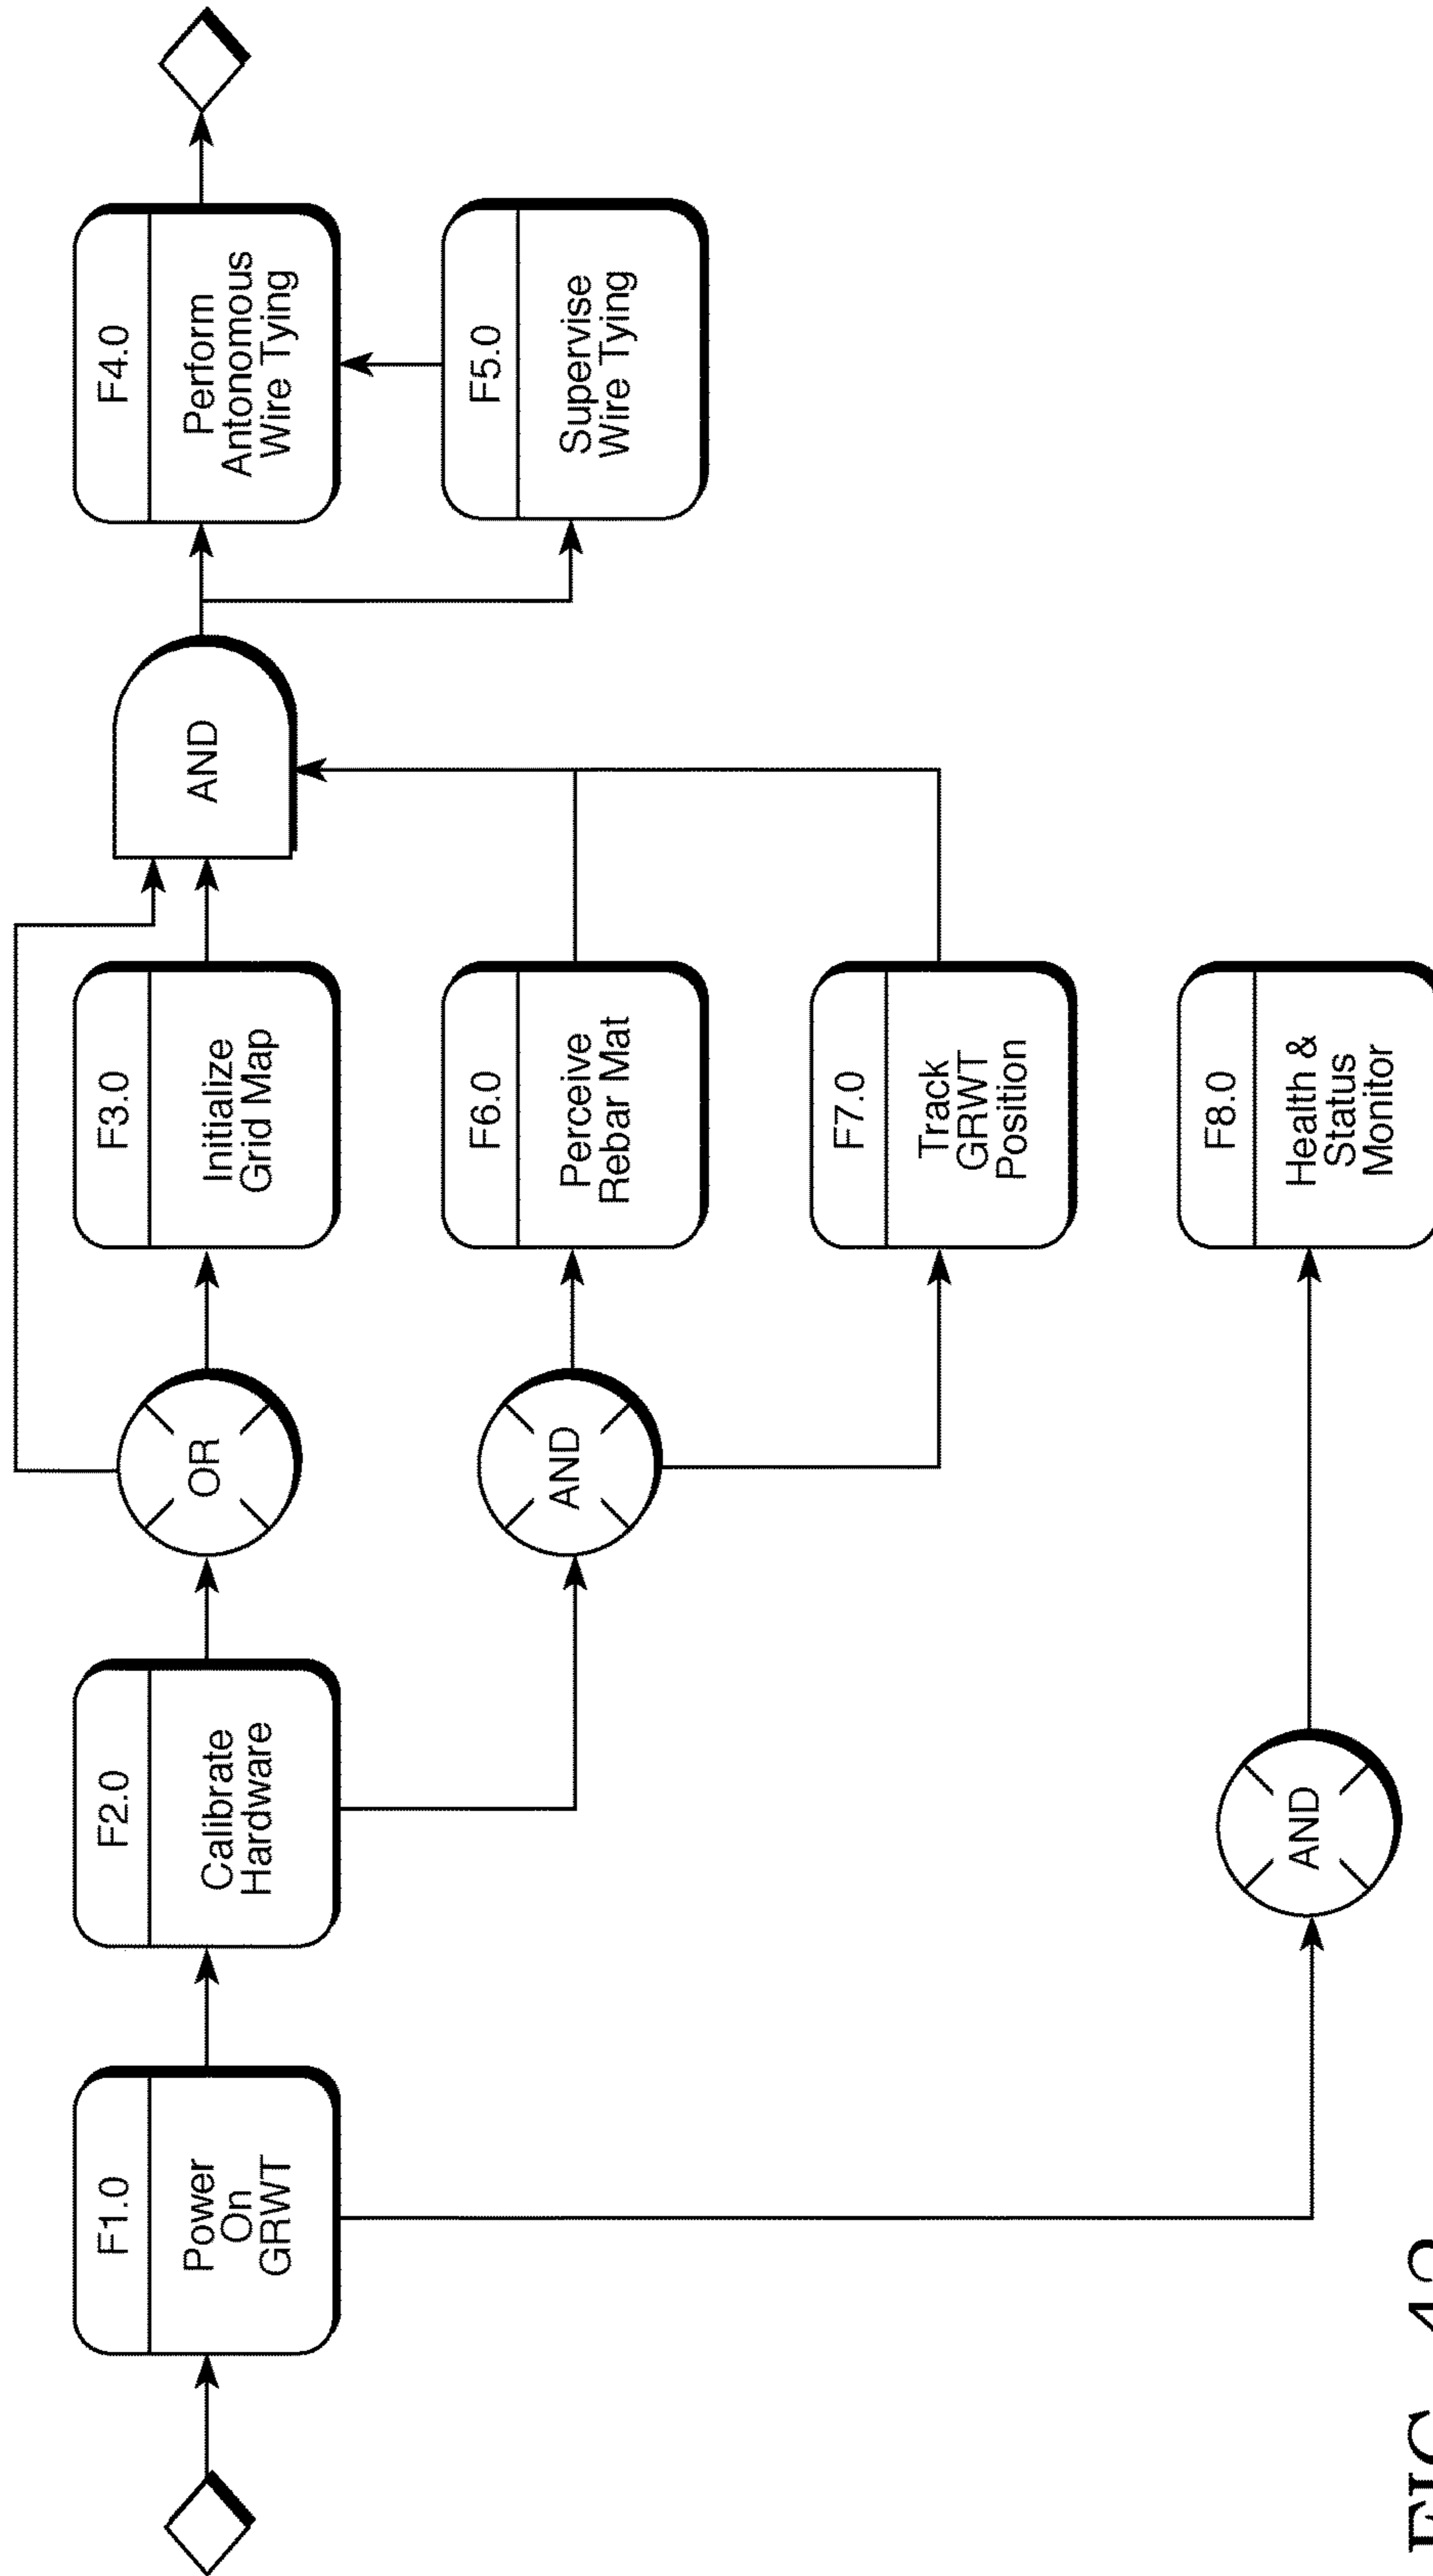 F1.0
Power
On
GRWT
F2.0
Calibrate
Hardware
OR
F3.0
Initialize
Grid Map
AND
F4.0
Perform
Antonomous
Wire Tying
F5.0
Supervise
Wire Tying
AND
F6.0
Perceive
Rebar Mat
F7.0
Track
GRWT
Position
AND
F8.0
Health &
Status
Monitor